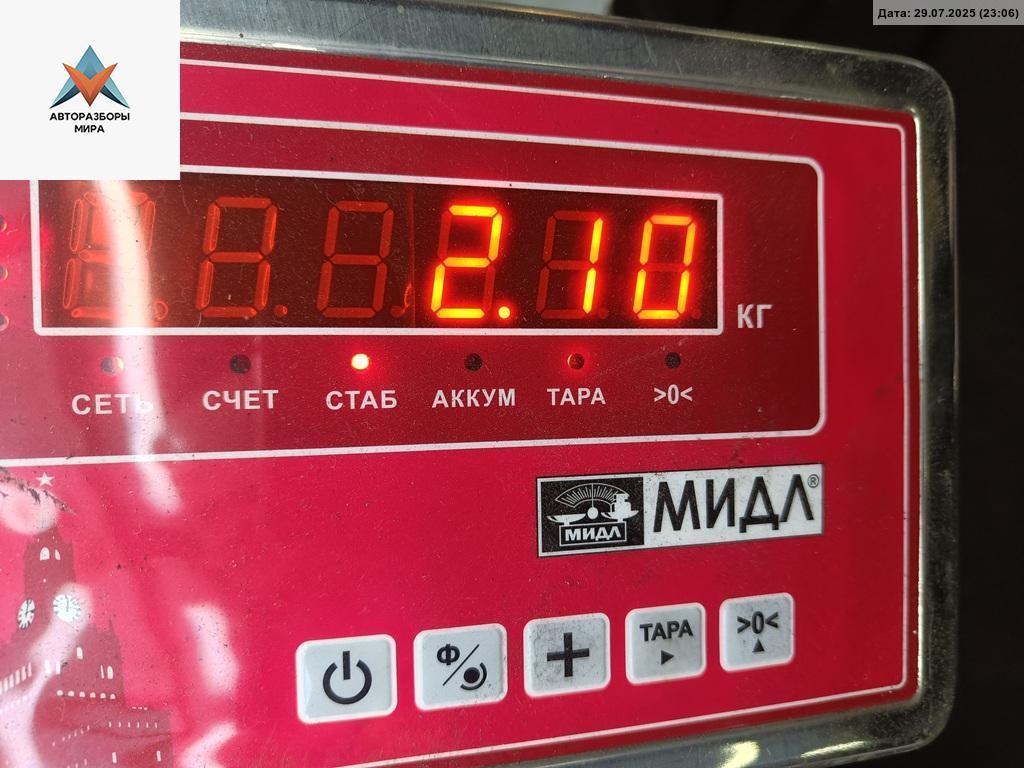 Дата: 29.07.2025 (23:06)
АВТОРАЗБОРЫ
МИРА
2.10
КГ
СЕТЬ СЧЕТ СТАБ АККУМ ТАРА >0<
МИДЛ МИДЛ®
Ф
ТАРА >0<